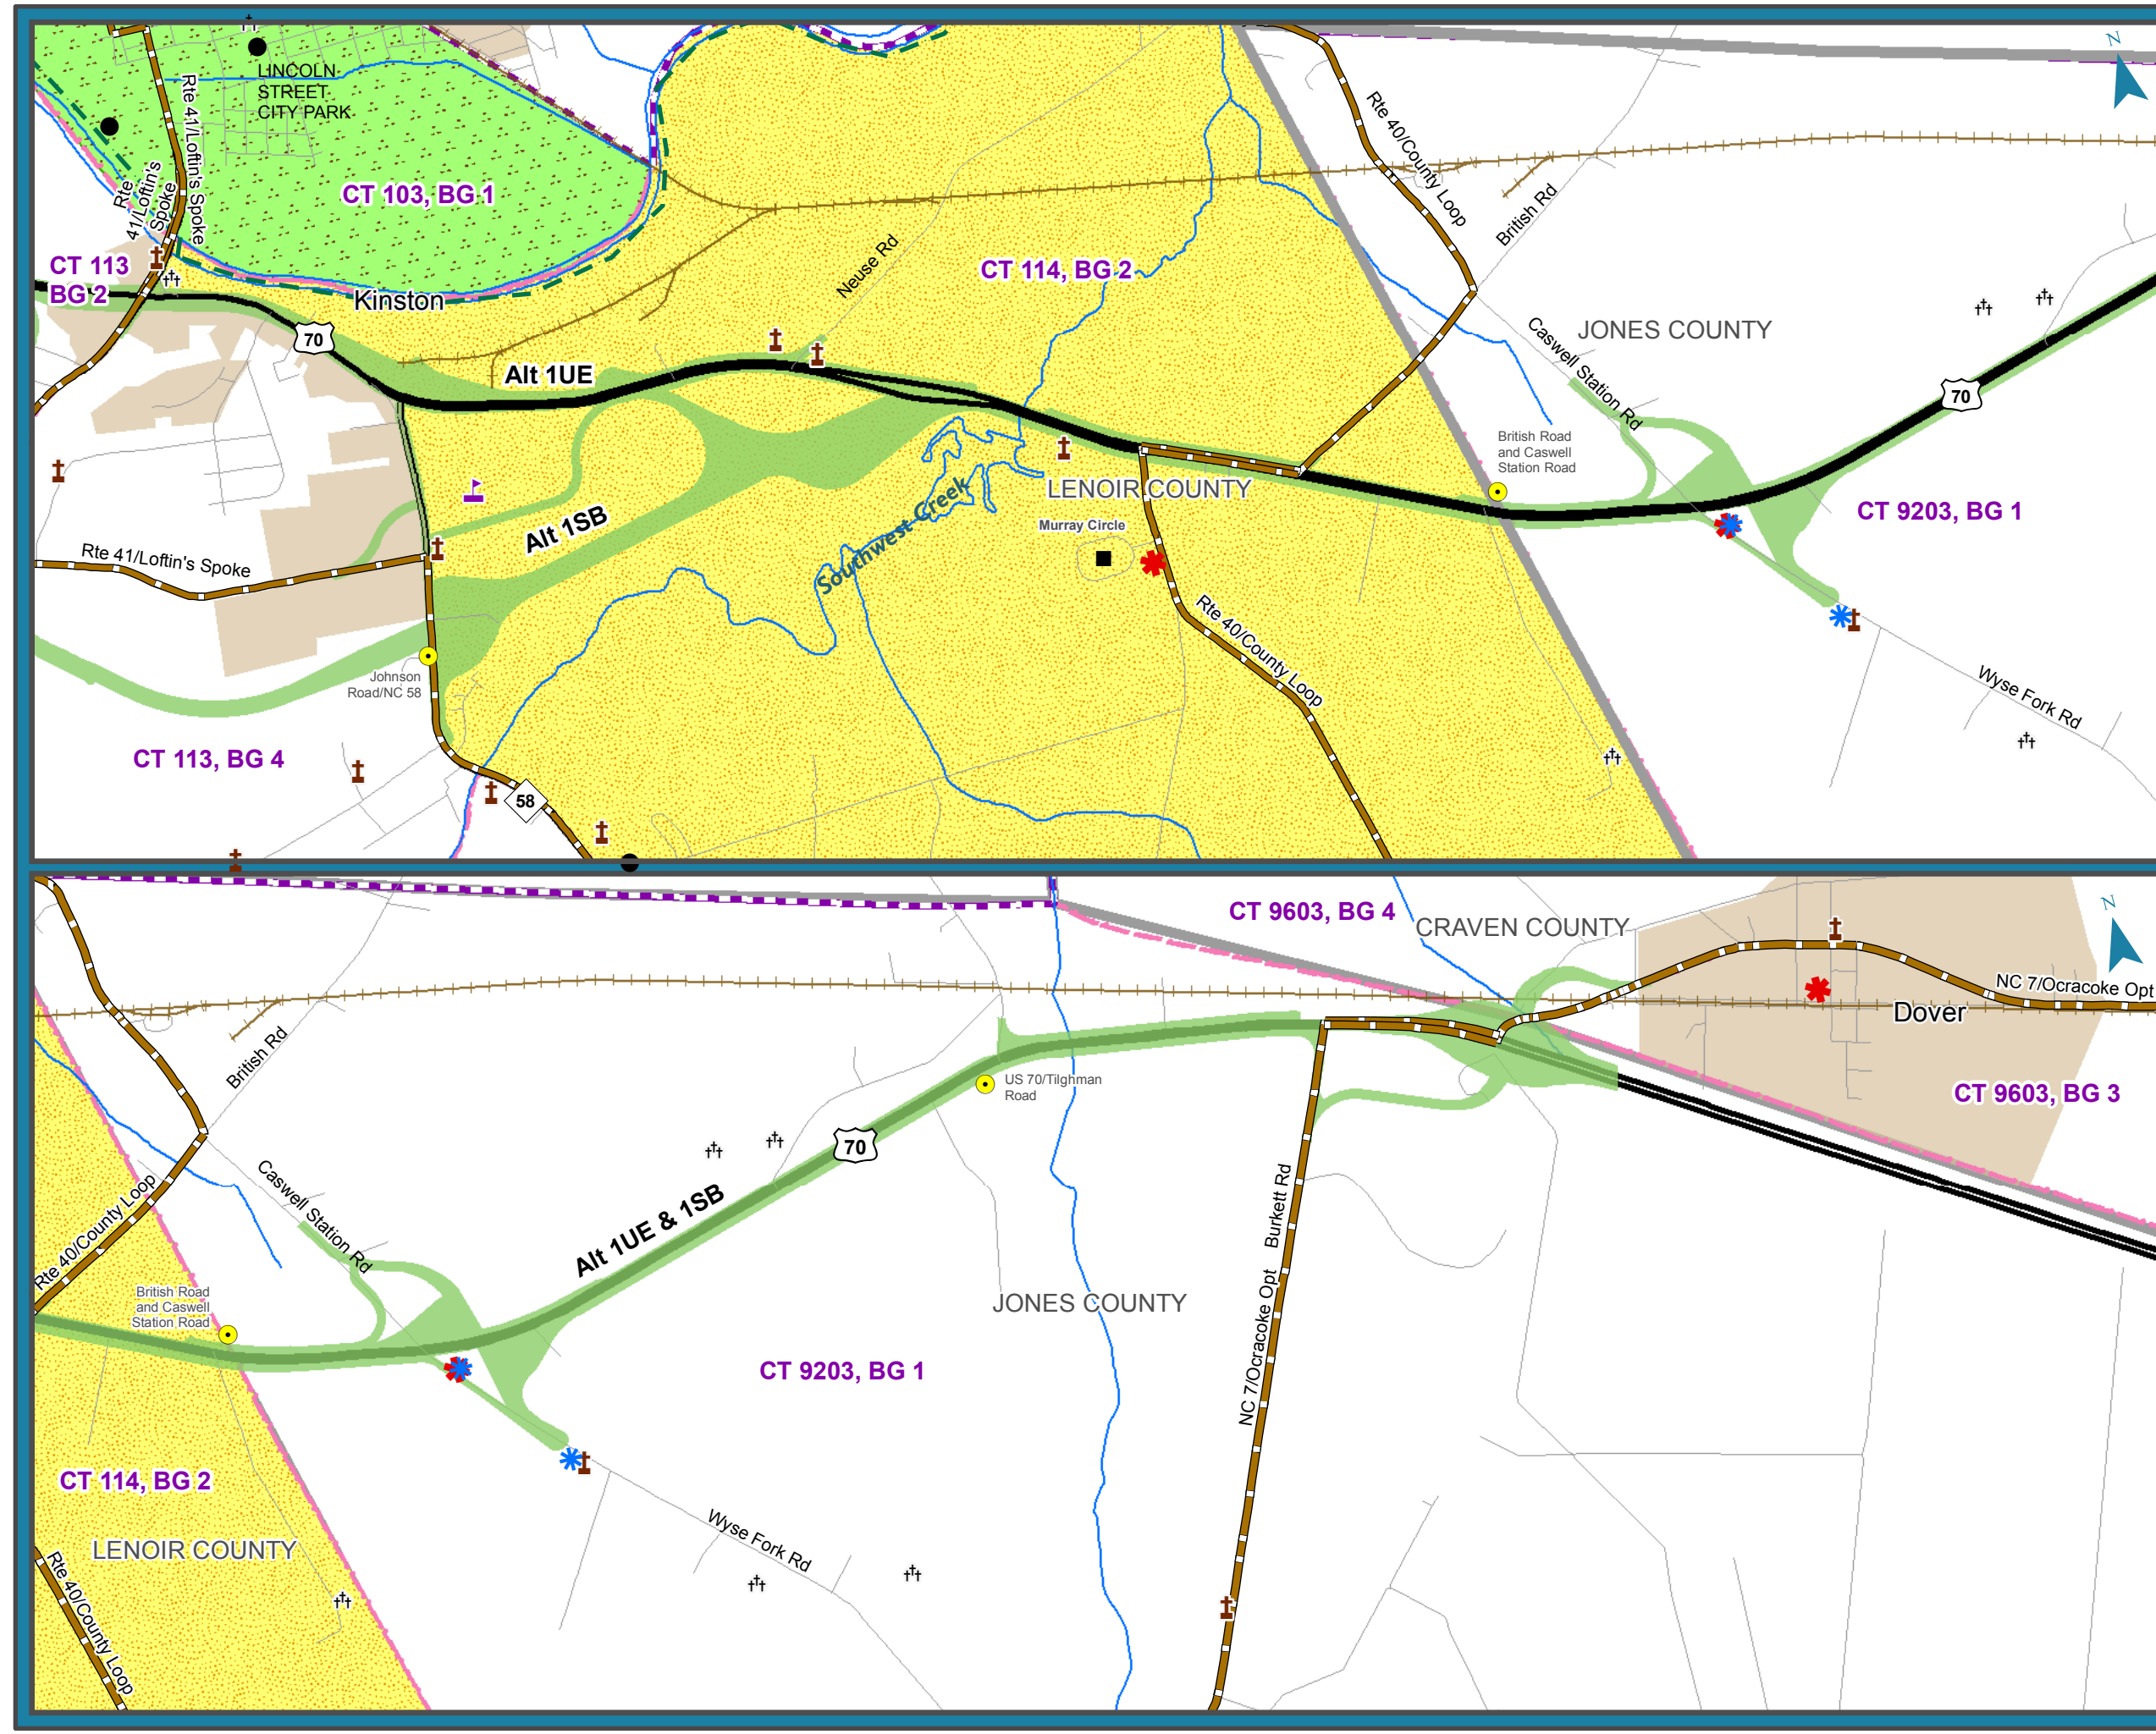 N
LINCOLN
STREET
CITY PARK
Rte 41/Loftin's Spoke
Rte
41/Loftin's
Spoke
CT 103, BG 1
Rte 40/County Loop
British Rd
CT 113
BG 2
Kinston
Neuse Rd
CT 114, BG 2
70
Alt 1UE
JONES COUNTY
Caswell Station Rd
70
British Road
and Caswell
Station Road
LENOIR COUNTY
CT 9203, BG 1
Alt 1SB
Southwest Creek
Murray Circle
Rte 41/Loftin's Spoke
Rte 40/County Loop
Johnson
Road/NC 58
Wyse Fork Rd
CT 113, BG 4
58
CT 9603, BG 4
CRAVEN COUNTY
N
NC 7/Ocracoke Opt
Dover
British Rd
US 70/Tilghman
Road
CT 9603, BG 3
70
Caswell Station Rd
Rte 40/County Loop
Alt 1UE & 1SB
Burkett Rd
NC 7/Ocracoke Opt
British Road
and Caswell
Station Road
JONES COUNTY
CT 9203, BG 1
CT 114, BG 2
Wyse Fork Rd
LENOIR COUNTY
Rte 40/County Loop